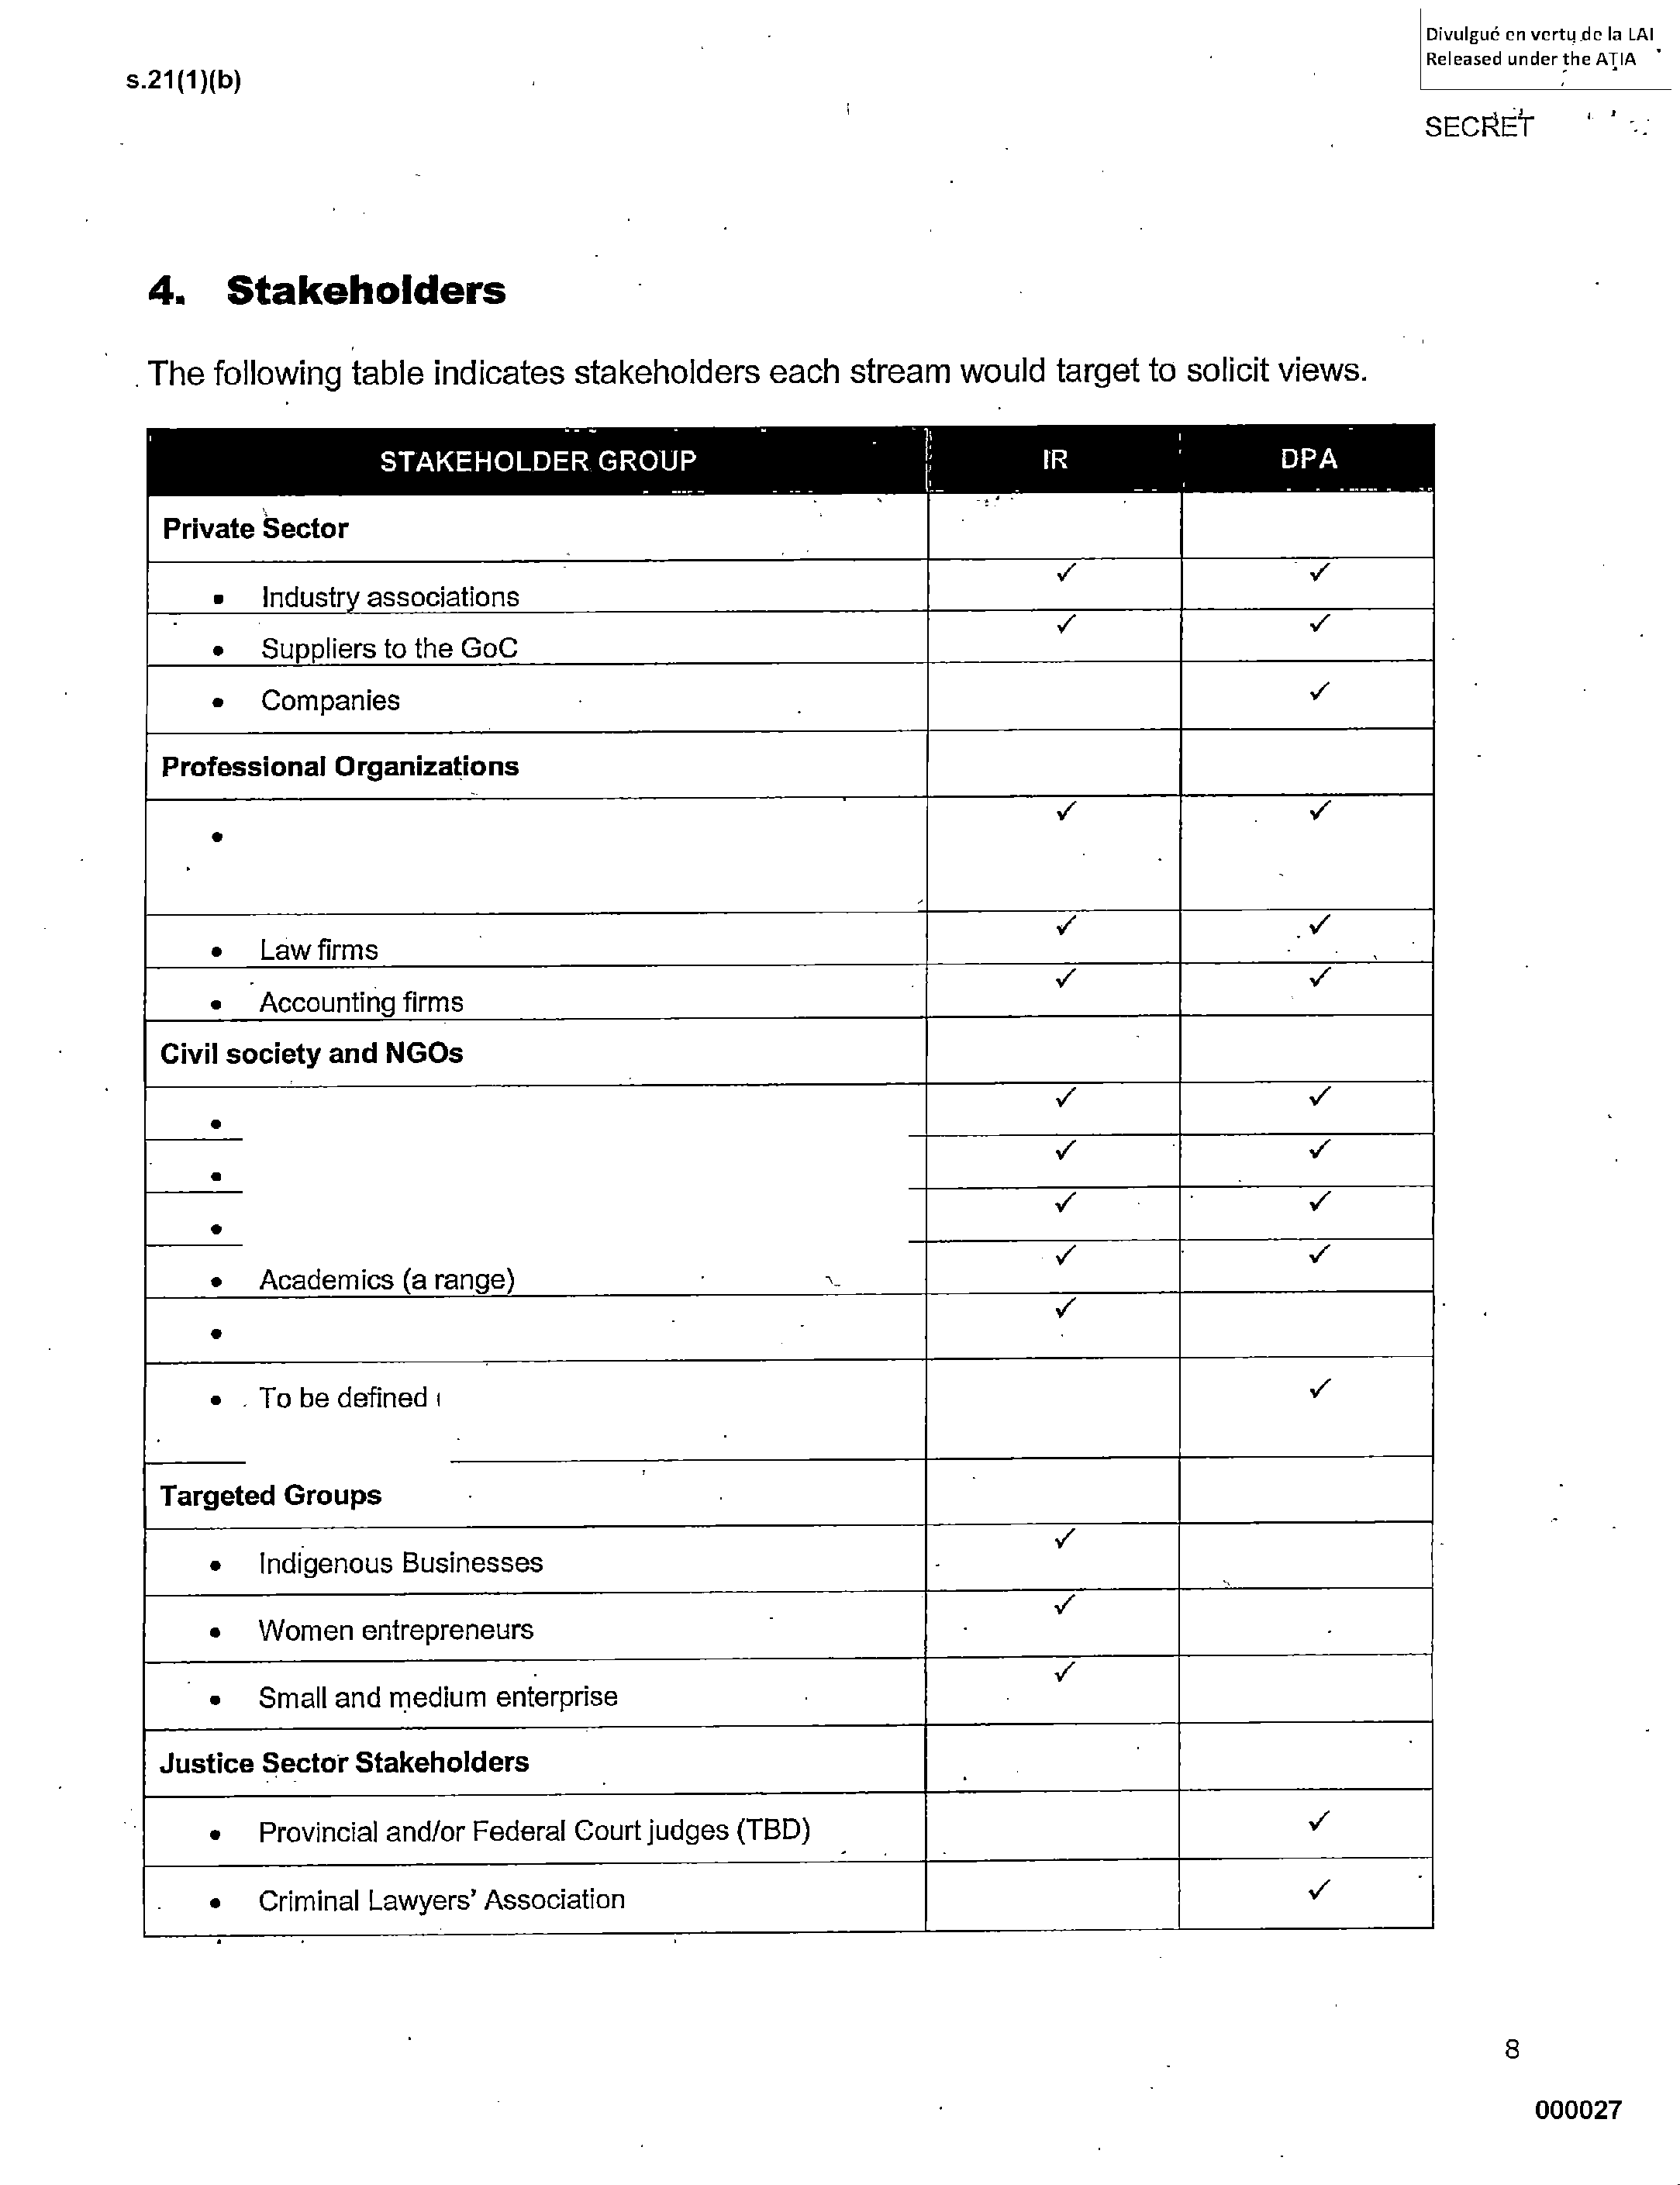 Divulgué en vertu de la LAI
Released under the ATIA
s.21(1)(b)
SECRET
4. Stakeholders
The following table indicates stakeholders each stream would target to solicit views.
STAKEHOLDER GROUP IR DPA
Private Sector
• Industry associations ✓ ✓
• Suppliers to the GoC ✓ ✓
• Companies ✓
Professional Organizations
• ✓ ✓
• Law firms ✓ ✓
• Accounting firms ✓ ✓
Civil society and NGOs
• ✓ ✓
• ✓ ✓
• ✓ ✓
• Academics (a range) ✓ ✓
• ✓
• To be defined ✓
Targeted Groups
• Indigenous Businesses ✓
• Women entrepreneurs ✓
• Small and medium enterprise ✓
Justice Sector Stakeholders
• Provincial and/or Federal Court judges (TBD) ✓
• Criminal Lawyers' Association ✓
8
000027